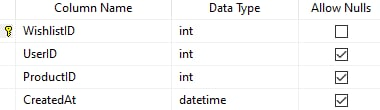 Column Name Data Type Allow Nulls
WishlistID int
UserID int
ProductID int
CreatedAt datetime